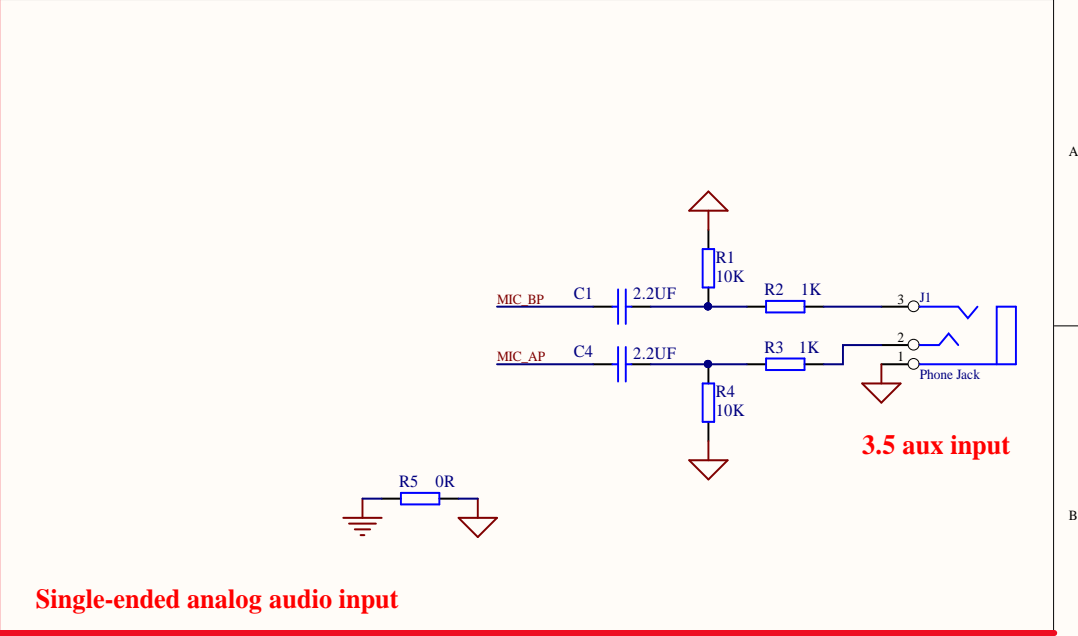 A
R1
10K
MIC_BP
C1
2.2UF
R2 1K
3
J1
MIC_AP
C4
2.2UF
R3 1K
2
1
Phone Jack
R4
10K
3.5 aux input
R5 0R
B
Single-ended analog audio input